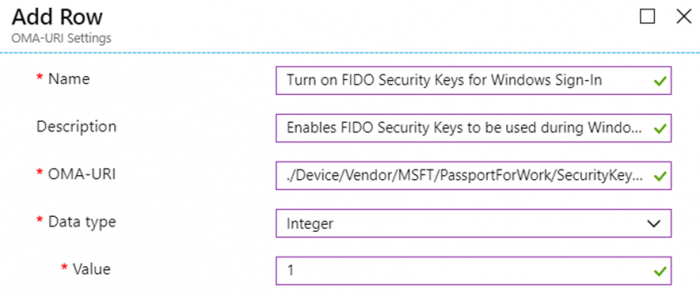 Add Row
OMA-URI Settings
* Name
Turn on FIDO Security Keys for Windows Sign-In
Description
Enables FIDO Security Keys to be used during Windo...
* OMA-URI
./Device/Vendor/MSFT/PassportForWork/SecurityKey...
* Data type
Integer
* Value
1